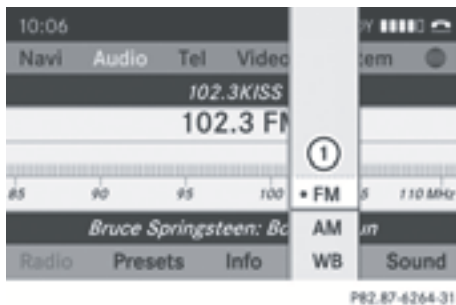 10:06
Navi Audio Tel Video
102.3KISS
102.3 FM
1
85 90 95 100 • FM 110 MHz
Bruce Springsteen: AM
Radio Presets Info WB Sound
P82.87-6264-31